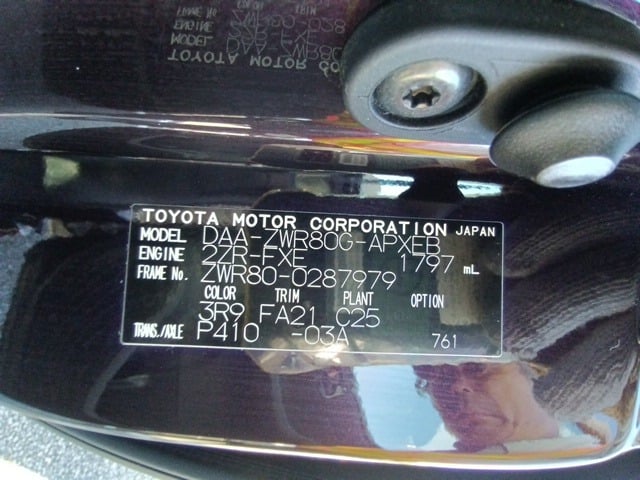 TOYOTA MOTOR CORPORATION JAPAN
MODEL DAA-ZWR80G-APXEB
ENGINE 2ZR-FXE 1797 mL
FRAME No. ZWR80-0287979
COLOR TRIM PLANT OPTION
3R9 FA21 C25
TRANS./AXLE P410 -03A 761